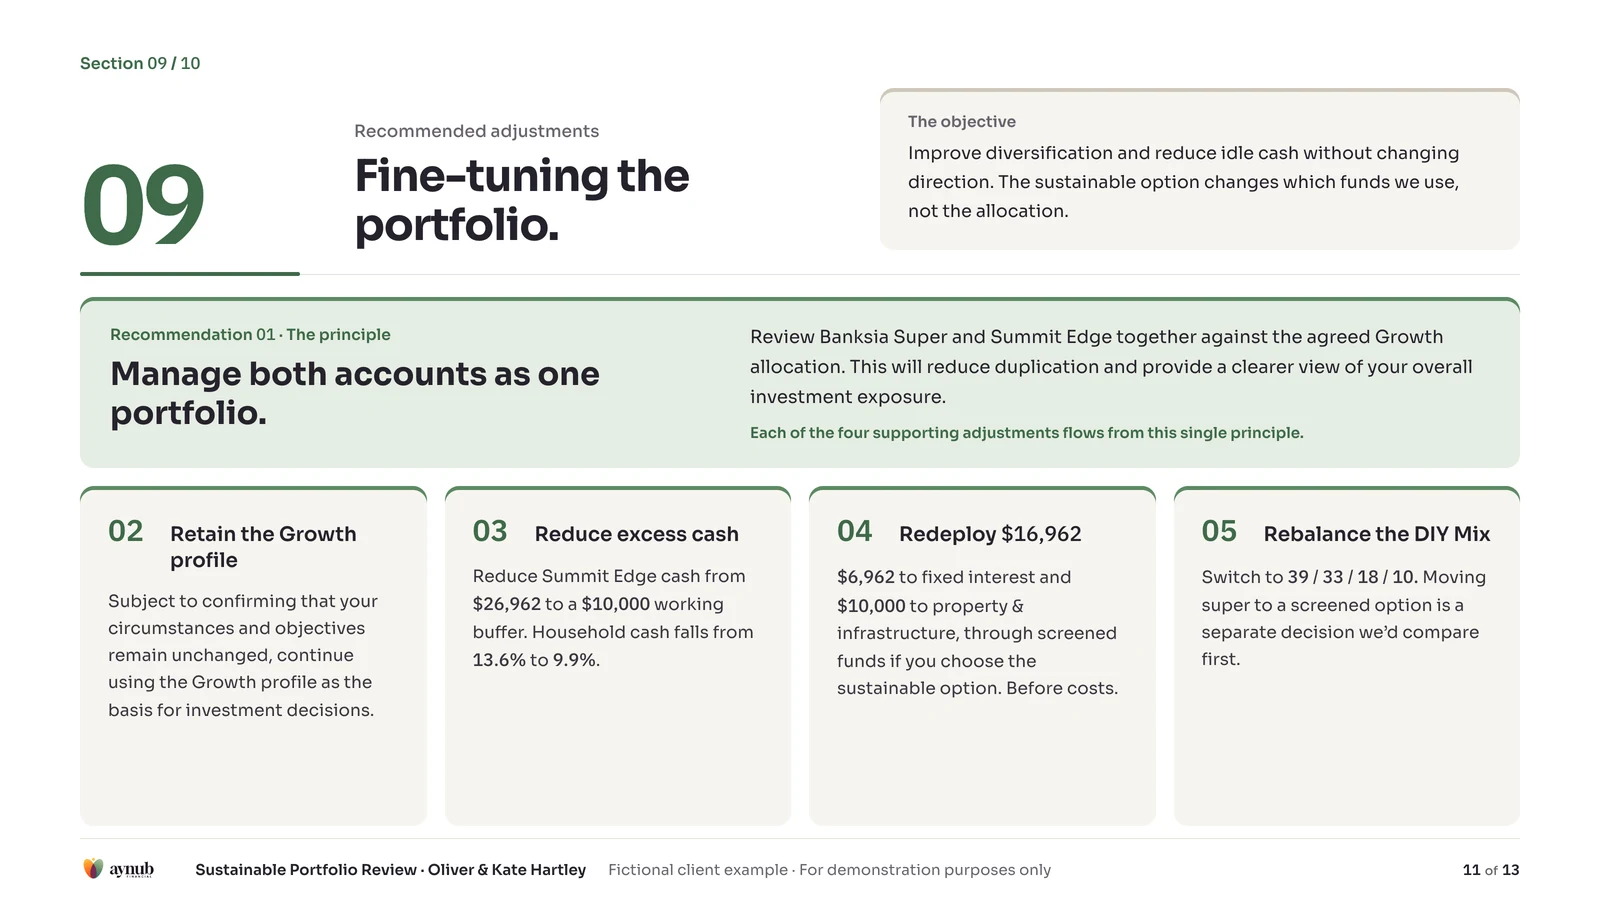 Section 09 / 10
09
Recommended adjustments
Fine-tuning the
portfolio.
The objective
Improve diversification and reduce idle cash without changing
direction. The sustainable option changes which funds we use,
not the allocation.
Recommendation 01 · The principle
Manage both accounts as one
portfolio.
Review Banksia Super and Summit Edge together against the agreed Growth
allocation. This will reduce duplication and provide a clearer view of your overall
investment exposure.
Each of the four supporting adjustments flows from this single principle.
02 Retain the Growth
profile
Subject to confirming that your
circumstances and objectives
remain unchanged, continue
using the Growth profile as the
basis for investment decisions.
03 Reduce excess cash
Reduce Summit Edge cash from
$26,962 to a $10,000 working
buffer. Household cash falls from
13.6% to 9.9%.
04 Redeploy $16,962
$6,962 to fixed interest and
$10,000 to property &
infrastructure, through screened
funds if you choose the
sustainable option. Before costs.
05 Rebalance the DIY Mix
Switch to 39 / 33 / 18 / 10. Moving
super to a screened option is a
separate decision we’d compare
first.
aynub
FINANCIAL
Sustainable Portfolio Review · Oliver & Kate Hartley
Fictional client example · For demonstration purposes only
11 of 13